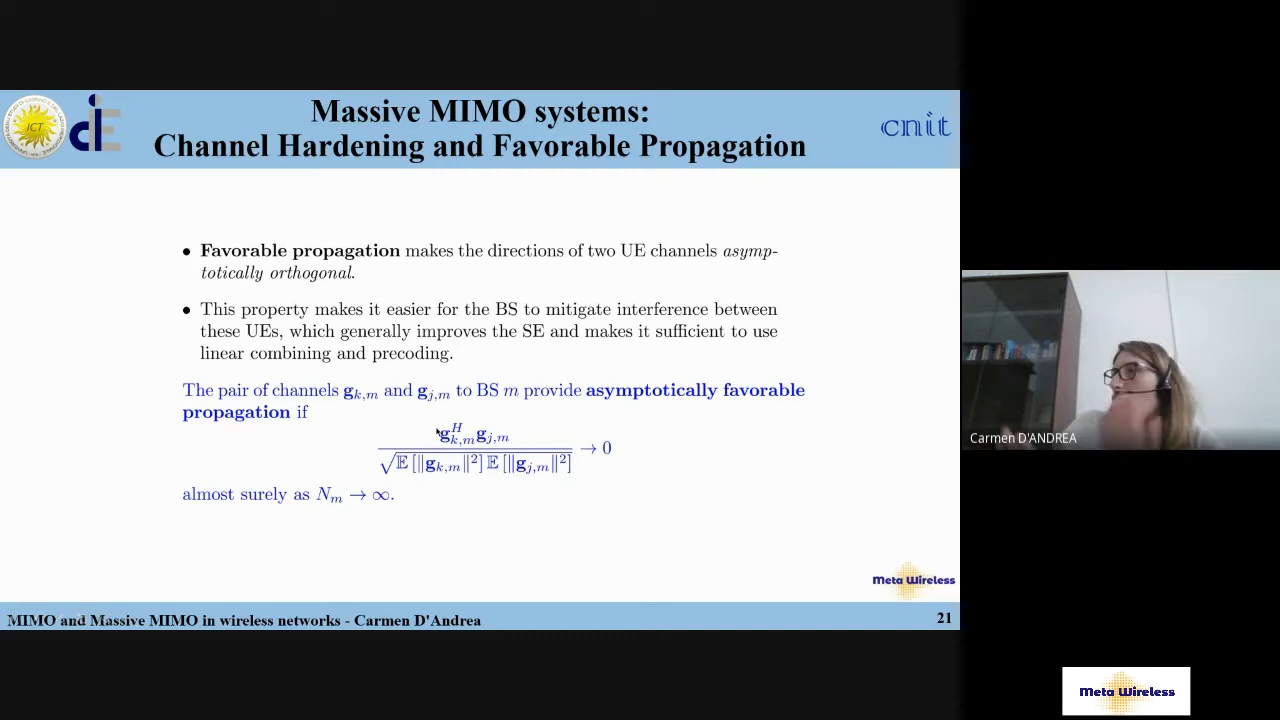 Massive MIMO systems:
Channel Hardening and Favorable Propagation
ICT
cnit
• Favorable propagation makes the directions of two UE channels asymp-
totically orthogonal.
• This property makes it easier for the BS to mitigate interference between
these UEs, which generally improves the SE and makes it sufficient to use
linear combining and precoding.
The pair of channels g_{k,m} and g_{j,m} to BS m provide asymptotically favorable
propagation if
g_{k,m}^H g_{j,m} / √(𝔼[‖g_{k,m}‖²] 𝔼[‖g_{j,m}‖²]) → 0
almost surely as N_m → ∞.
Carmen D'ANDREA
Meta Wireless
MIMO and Massive MIMO in wireless networks - Carmen D'Andrea
21
Meta Wireless